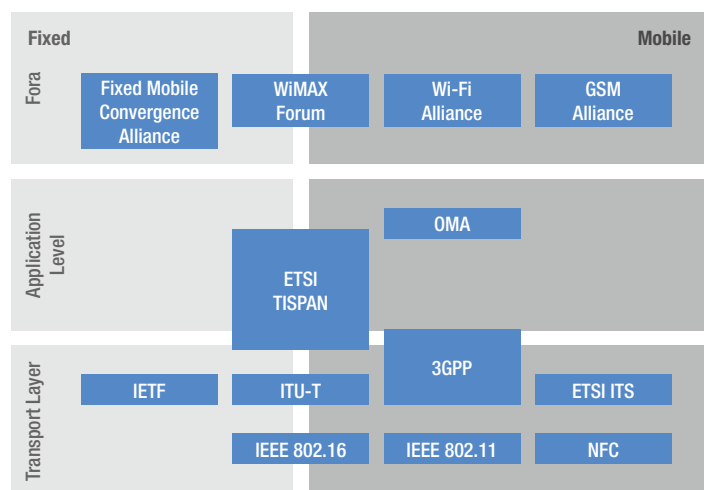 Fixed
Mobile
Fora
Fixed Mobile
Convergence
Alliance
WiMAX
Forum
Wi-Fi
Alliance
GSM
Alliance
Application
Level
OMA
ETSI
TISPAN
Transport Layer
3GPP
IETF
ITU-T
ETSI ITS
IEEE 802.16
IEEE 802.11
NFC